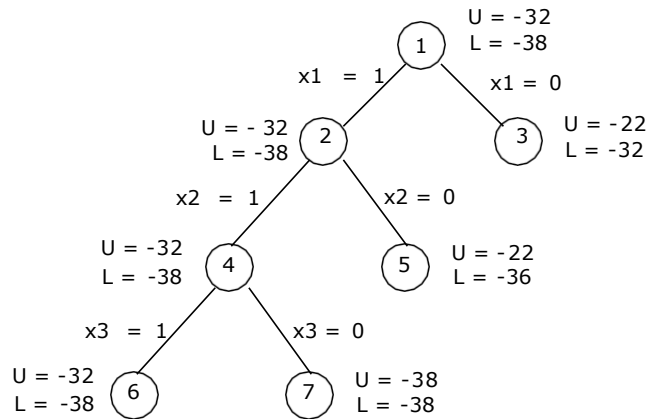 U = -32
L = -38
1
x1 = 1
x1 = 0
U = - 32
L = -38
2
3
U = -22
L = -32
x2 = 1
x2 = 0
U = -32
L = -38
4
5
U = -22
L = -36
x3 = 1
x3 = 0
U = -32
L = -38
6
7
U = -38
L = -38